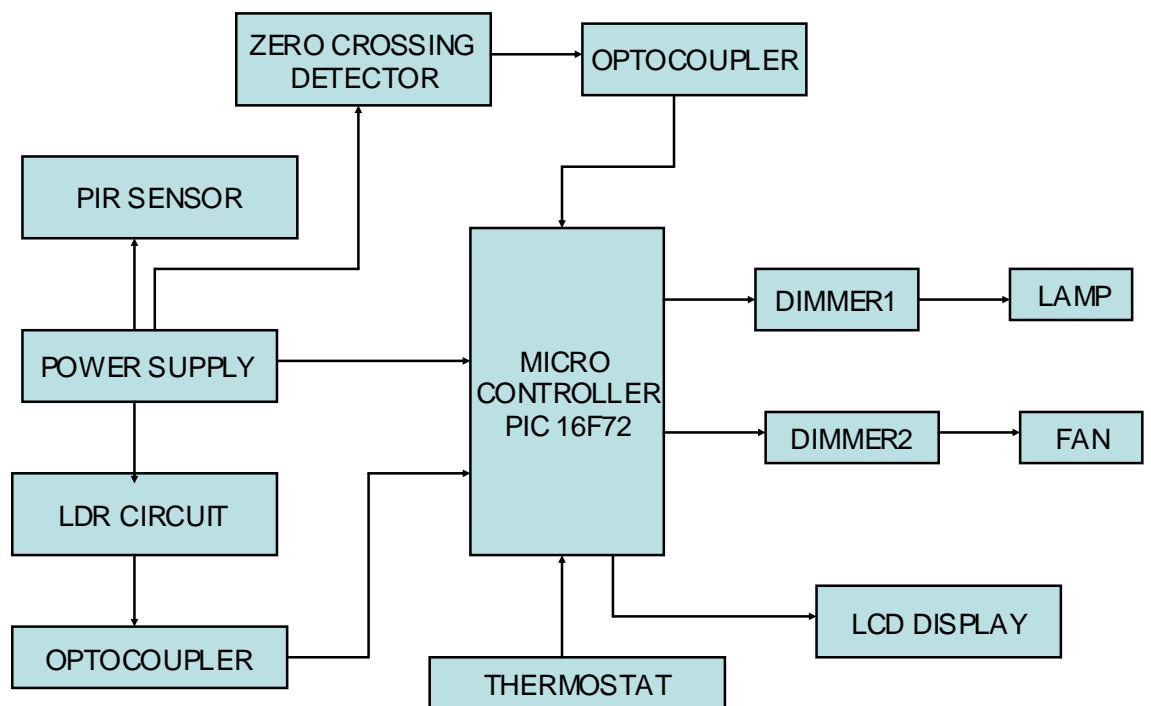 ZERO CROSSING
DETECTOR
OPTOCOUPLER
PIR SENSOR
POWER SUPPLY
MICRO
CONTROLLER
PIC 16F72
DIMMER1
LAMP
DIMMER2
FAN
LDR CIRCUIT
OPTOCOUPLER
LCD DISPLAY
THERMOSTAT